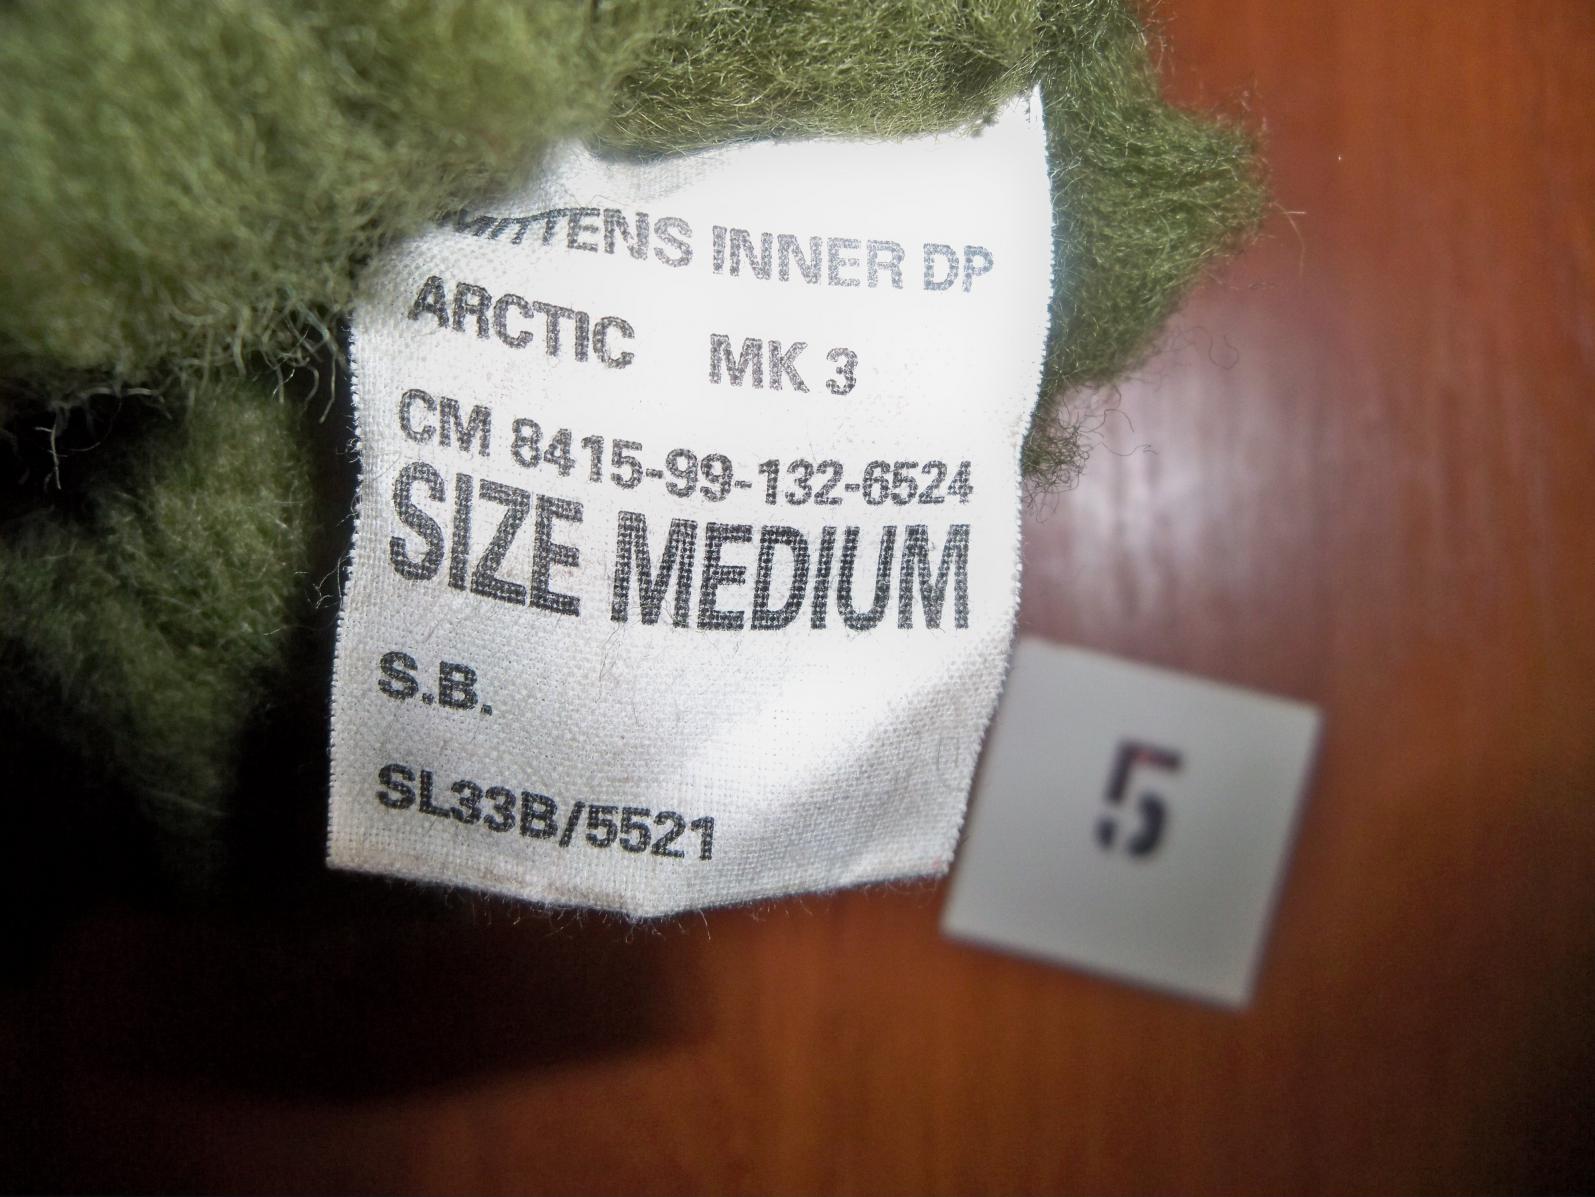 MITTENS INNER DP
ARCTIC MK 3
CM 8415-99-132-6524
SIZE MEDIUM
S.B.
SL33B/5521
5